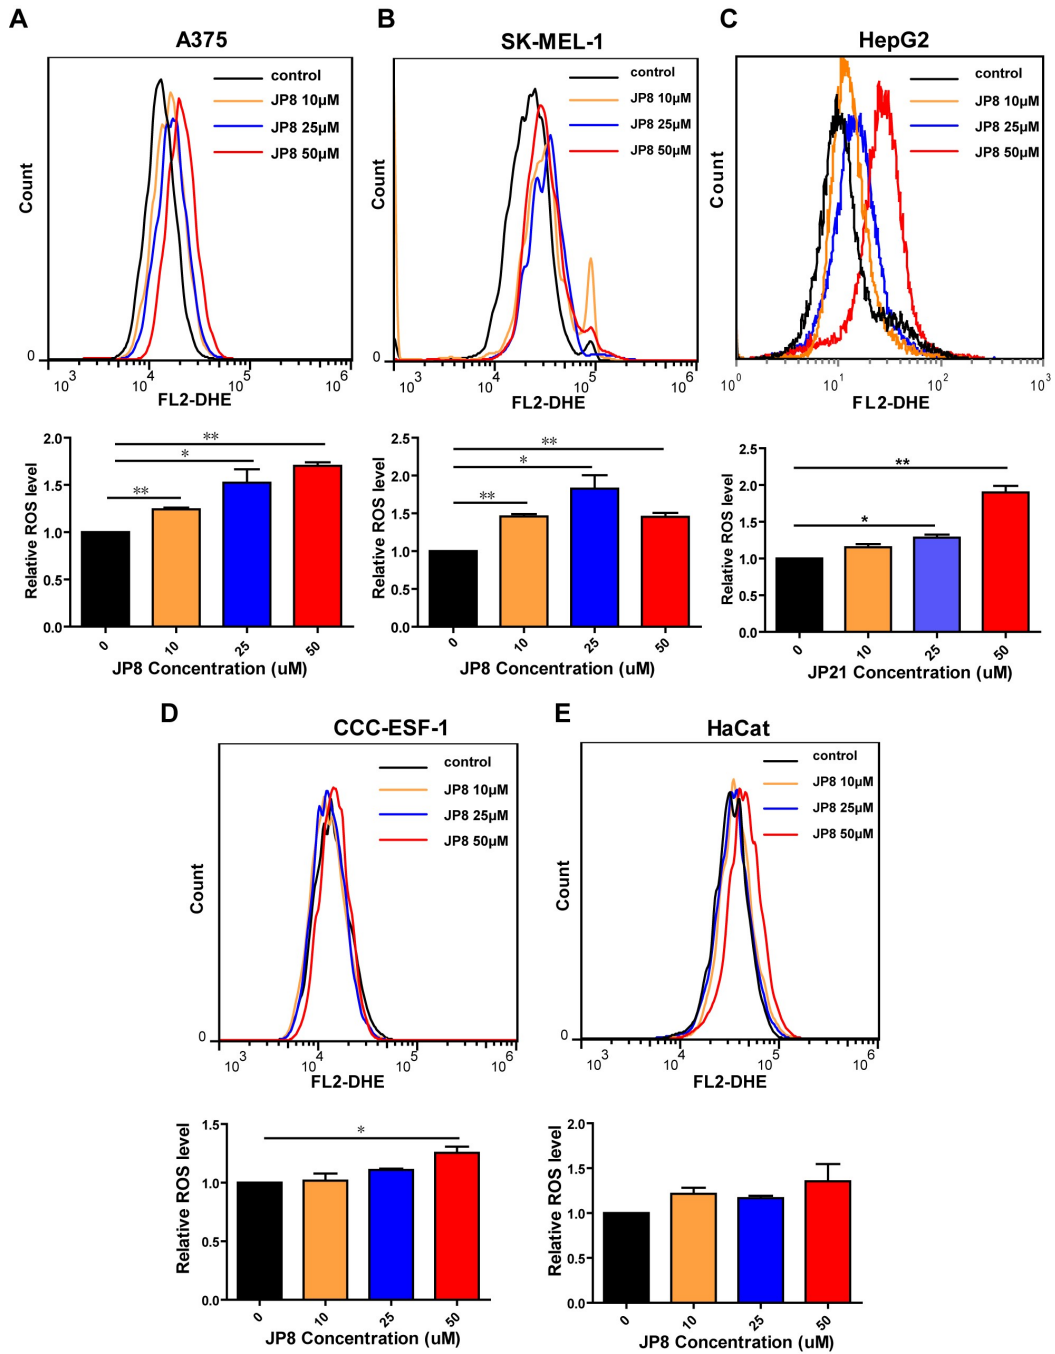 A
A375
control
JP8 10μM
JP8 25μM
JP8 50μM
Count
0
10^3 10^4 10^5 10^6
FL2-DHE
B
SK-MEL-1
control
JP8 10μM
JP8 25μM
JP8 50μM
Count
0
10^3 10^4 10^5 10^6
FL2-DHE
C
HepG2
control
JP8 10μM
JP8 25μM
JP8 50μM
Count
0
10^0 10^1 10^2 10^3
FL2-DHE
Relative ROS level
2.0
1.5
1.0
0.5
0.0
**
*
**
0 10 25 50
JP8 Concentration (uM)
Relative ROS level
2.5
2.0
1.5
1.0
0.5
0.0
**
*
**
0 10 25 50
JP8 Concentration (uM)
Relative ROS level
2.5
2.0
1.5
1.0
0.5
0.0
**
*
0 10 25 50
JP21 Concentration (uM)
D
CCC-ESF-1
control
JP8 10μM
JP8 25μM
JP8 50μM
Count
0
10^3 10^4 10^5 10^6
FL2-DHE
E
HaCat
control
JP8 10μM
JP8 25μM
JP8 50μM
Count
0
10^3 10^4 10^5 10^6
FL2-DHE
Relative ROS level
1.5
1.0
0.5
0.0
*
0 10 25 50
JP8 Concentration (uM)
Relative ROS level
2.0
1.5
1.0
0.5
0.0
0 10 25 50
JP8 Concentration (uM)